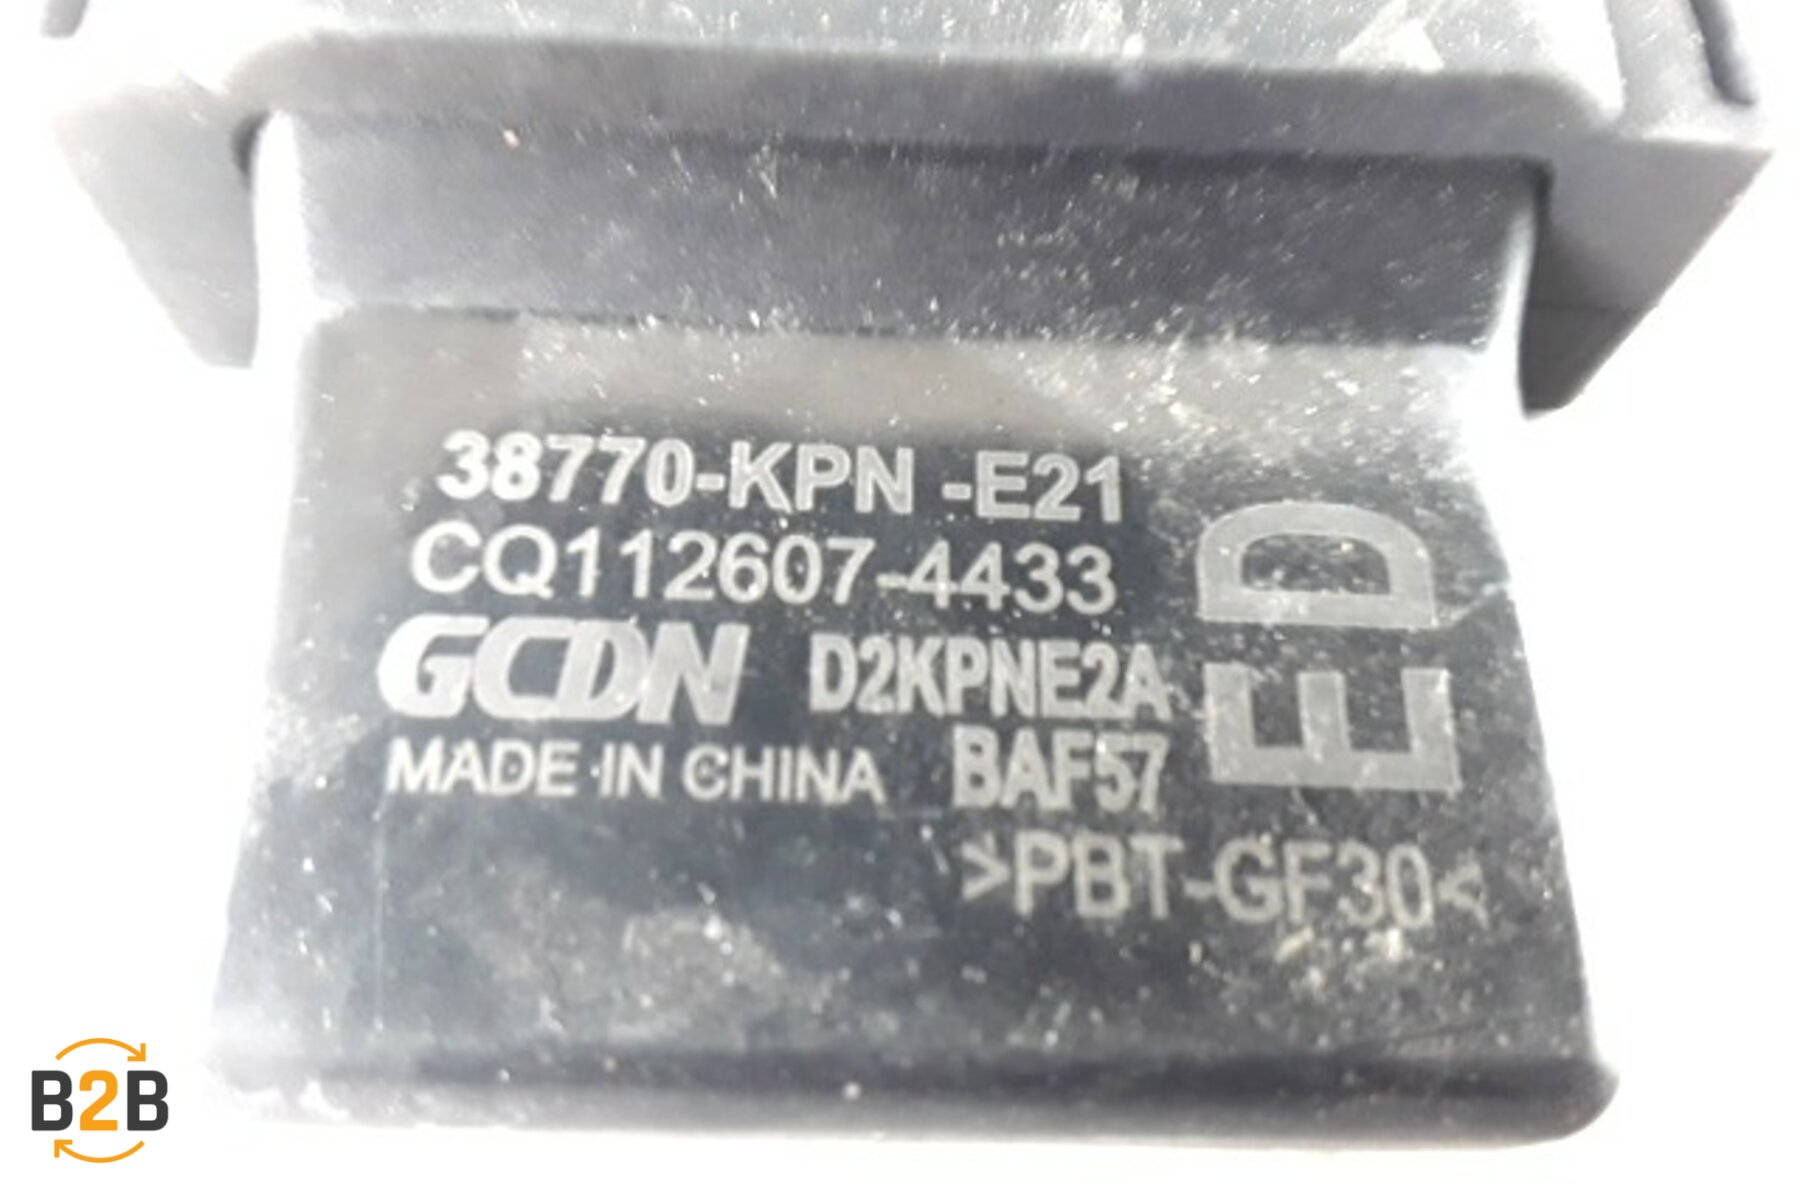 38770-KPN -E21
CQ112607-4433
GCDN D2KPNE2A
MADE IN CHINA BAF57
ED
>PBT-GF30<
B2B